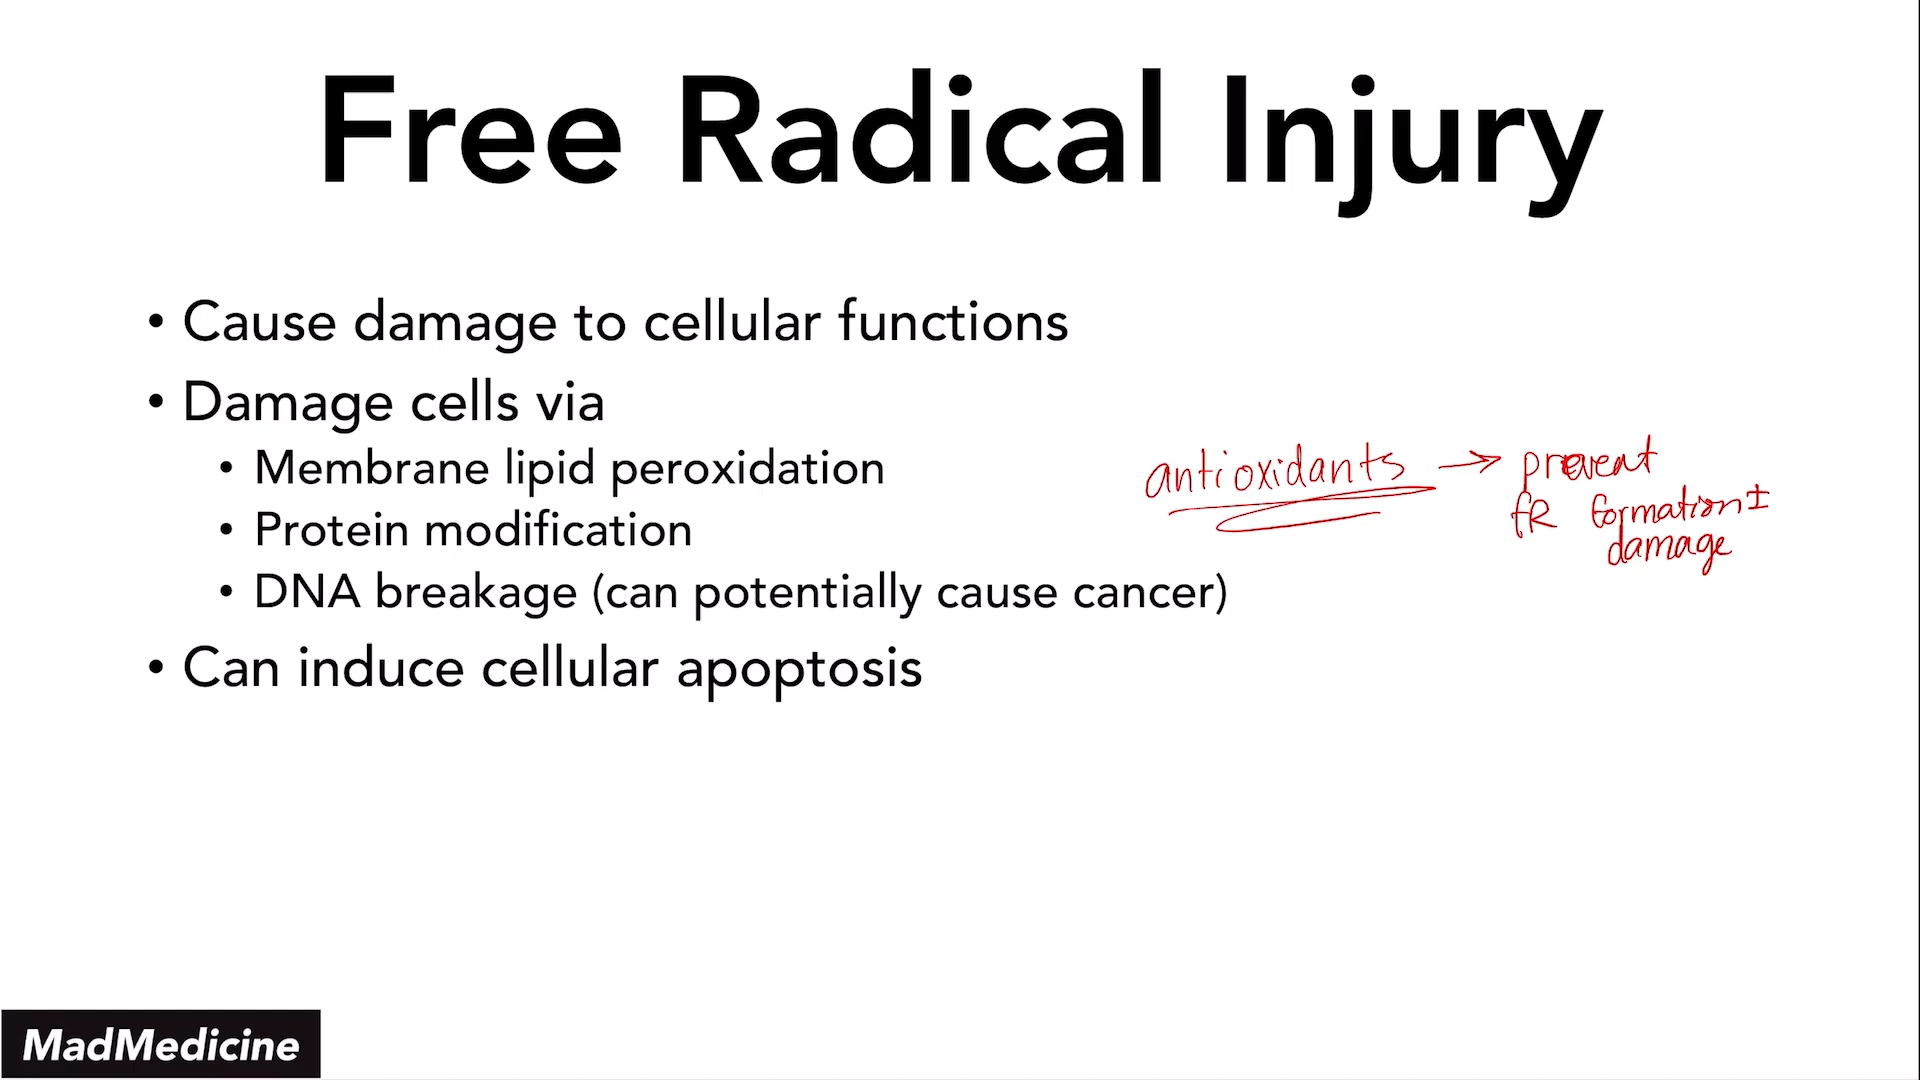 Free Radical Injury
• Cause damage to cellular functions
• Damage cells via
• Membrane lipid peroxidation
• Protein modification
• DNA breakage (can potentially cause cancer)
• Can induce cellular apoptosis
antioxidants → prevent
fR formation ±
damage
MadMedicine